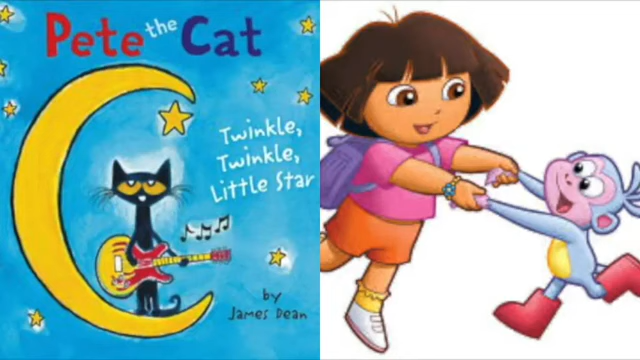 Pete the Cat
Twinkle,
Twinkle,
Little Star
by
James Dean